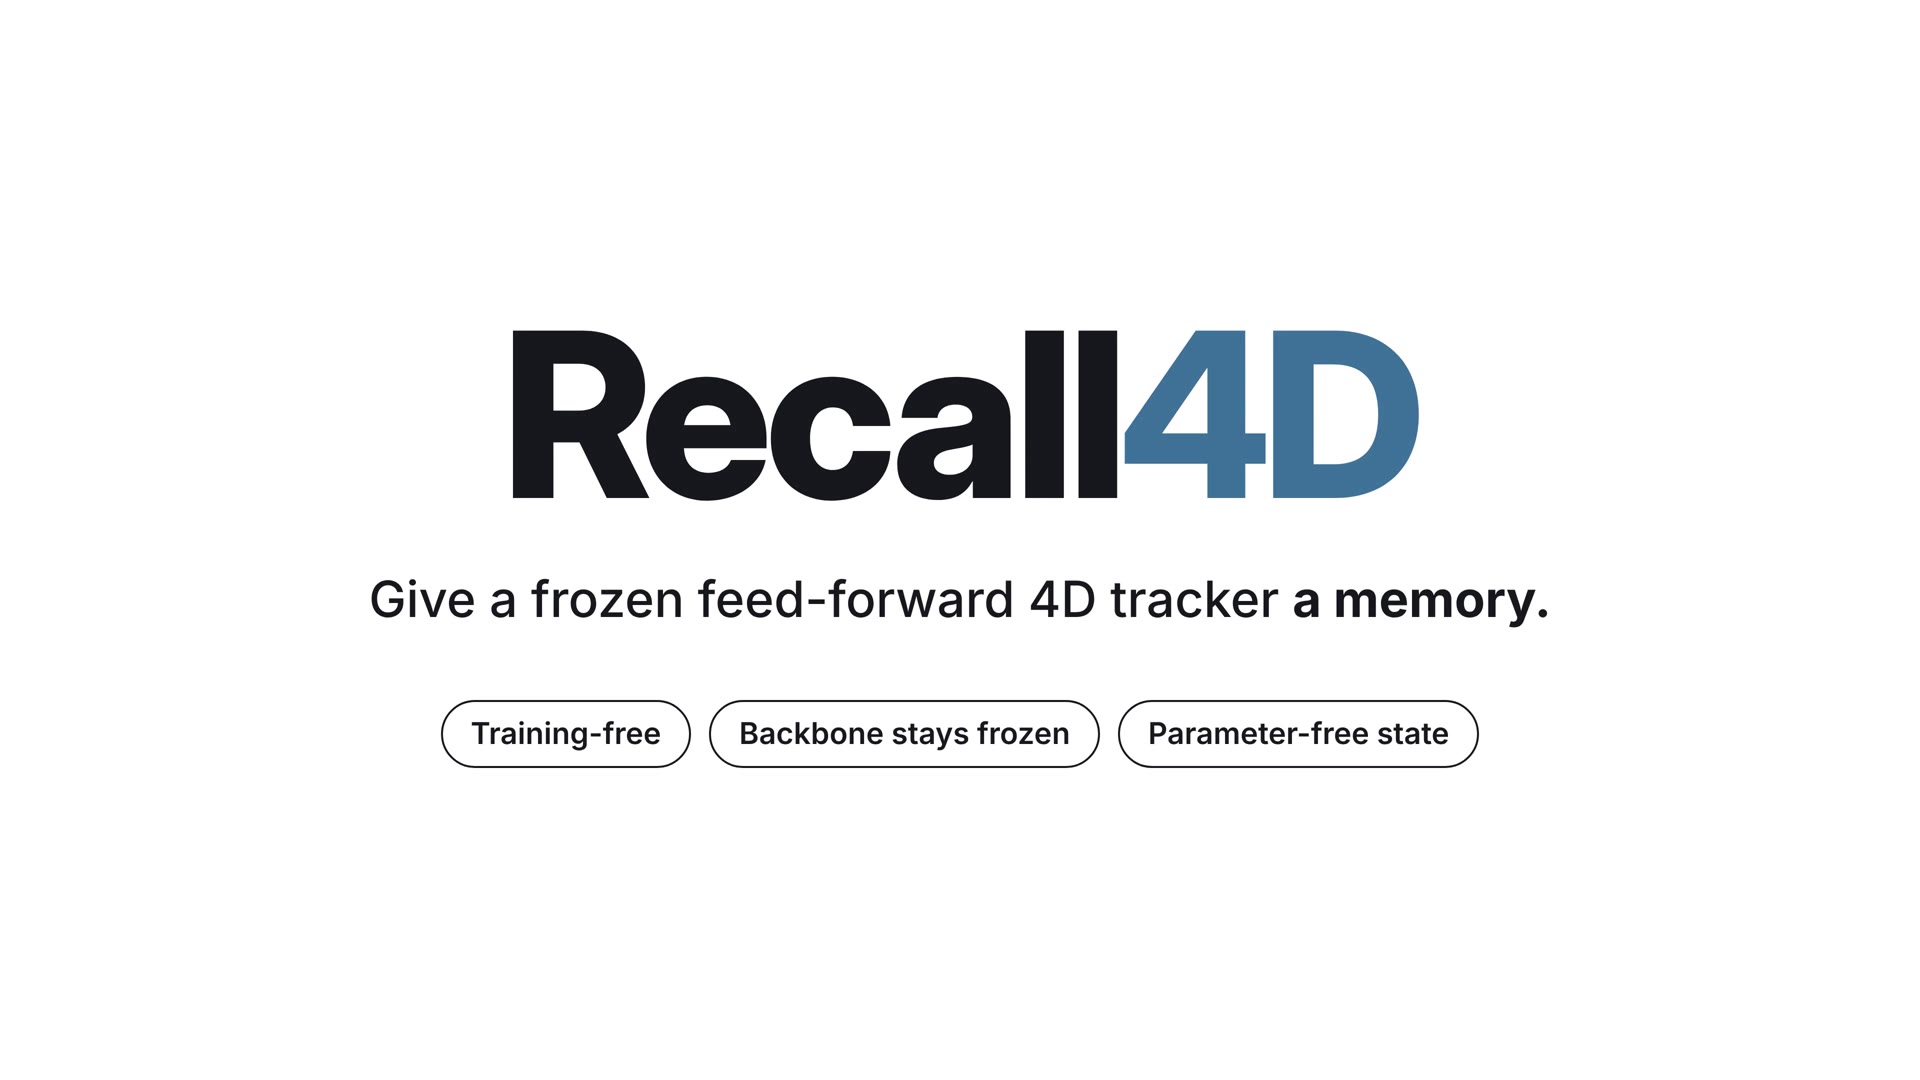 Recall4D
Give a frozen feed-forward 4D tracker a memory.
Training-free
Backbone stays frozen
Parameter-free state